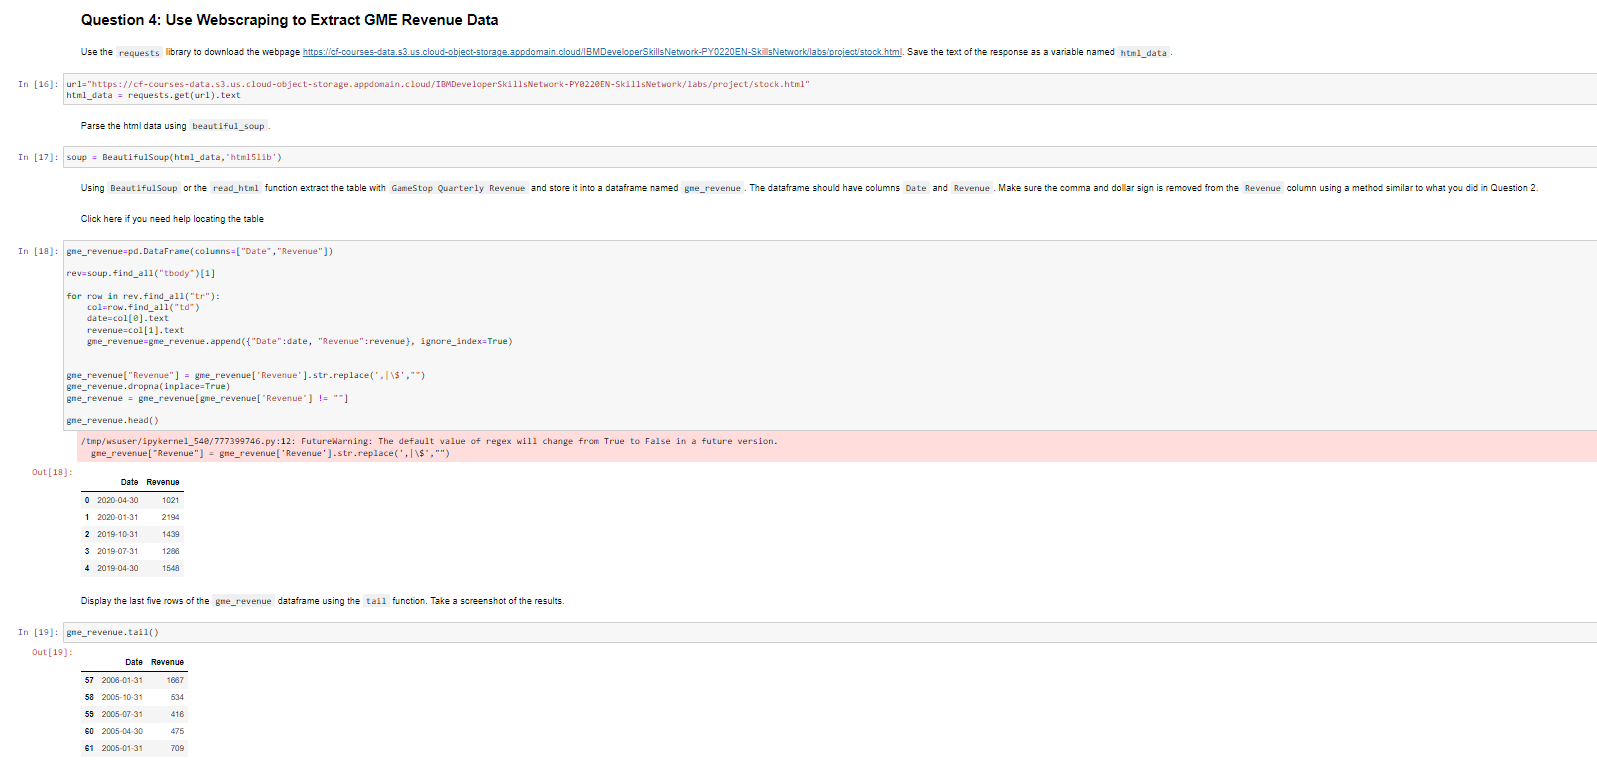 Question 4: Use Webscraping to Extract GME Revenue Data
Use the requests library to download the webpage https://cf-courses-data.s3.us.cloud-object-storage.appdomain.cloud/IBMDeveloperSkillsNetwork-PY0220EN-SkillsNetwork/labs/project/stock.html. Save the text of the response as a variable named html_data .
In [16]: url="https://cf-courses-data.s3.us.cloud-object-storage.appdomain.cloud/IBMDeveloperSkillsNetwork-PY0220EN-SkillsNetwork/labs/project/stock.html"
html_data = requests.get(url).text
Parse the html data using beautiful_soup .
In [17]: soup = BeautifulSoup(html_data,'html5lib')
Using BeautifulSoup or the read_html function extract the table with GameStop Quarterly Revenue and store it into a dataframe named gme_revenue . The dataframe should have columns Date and Revenue . Make sure the comma and dollar sign is removed from the Revenue column using a method similar to what you did in Question 2.
Click here if you need help locating the table
In [18]: gme_revenue=pd.DataFrame(columns=["Date","Revenue"])
rev=soup.find_all("tbody")[1]
for row in rev.find_all("tr"):
col=row.find_all("td")
date=col[0].text
revenue=col[1].text
gme_revenue=gme_revenue.append({"Date":date, "Revenue":revenue}, ignore_index=True)
gme_revenue["Revenue"] = gme_revenue['Revenue'].str.replace(',|\$',"")
gme_revenue.dropna(inplace=True)
gme_revenue = gme_revenue[gme_revenue['Revenue'] != ""]
gme_revenue.head()
/tmp/wsuser/ipykernel_540/777399746.py:12: FutureWarning: The default value of regex will change from True to False in a future version.
gme_revenue["Revenue"] = gme_revenue['Revenue'].str.replace(',|\$',"")
Out[18]:
Date Revenue
0 2020-04-30 1021
1 2020-01-31 2194
2 2019-10-31 1439
3 2019-07-31 1286
4 2019-04-30 1548
Display the last five rows of the gme_revenue dataframe using the tail function. Take a screenshot of the results.
In [19]: gme_revenue.tail()
Out[19]:
Date Revenue
57 2006-01-31 1667
58 2005-10-31 534
59 2005-07-31 416
60 2005-04-30 475
61 2005-01-31 709